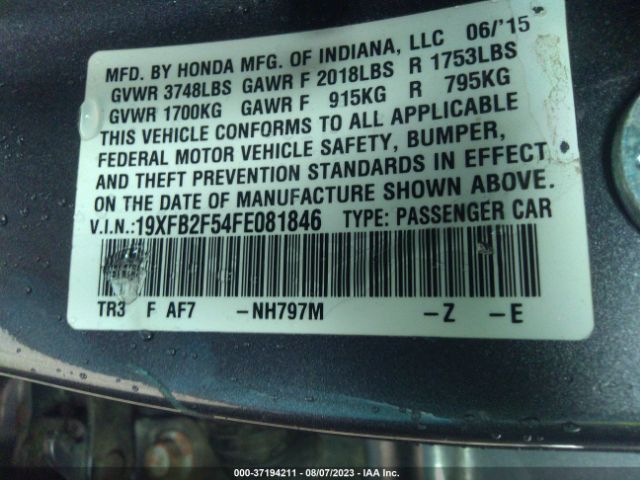 MFD. BY HONDA MFG. OF INDIANA, LLC 06/'15
GVWR 3748LBS GAWR F 2018LBS R 1753LBS
GVWR 1700KG GAWR F 915KG R 795KG
THIS VEHICLE CONFORMS TO ALL APPLICABLE
FEDERAL MOTOR VEHICLE SAFETY, BUMPER,
AND THEFT PREVENTION STANDARDS IN EFFECT
ON THE DATE OF MANUFACTURE SHOWN ABOVE.
V.I.N.:19XFB2F54FE081846 TYPE: PASSENGER CAR
TR3 F AF7 –NH797M –Z –E
000-37194211 - 08/07/2023 - IAA Inc.